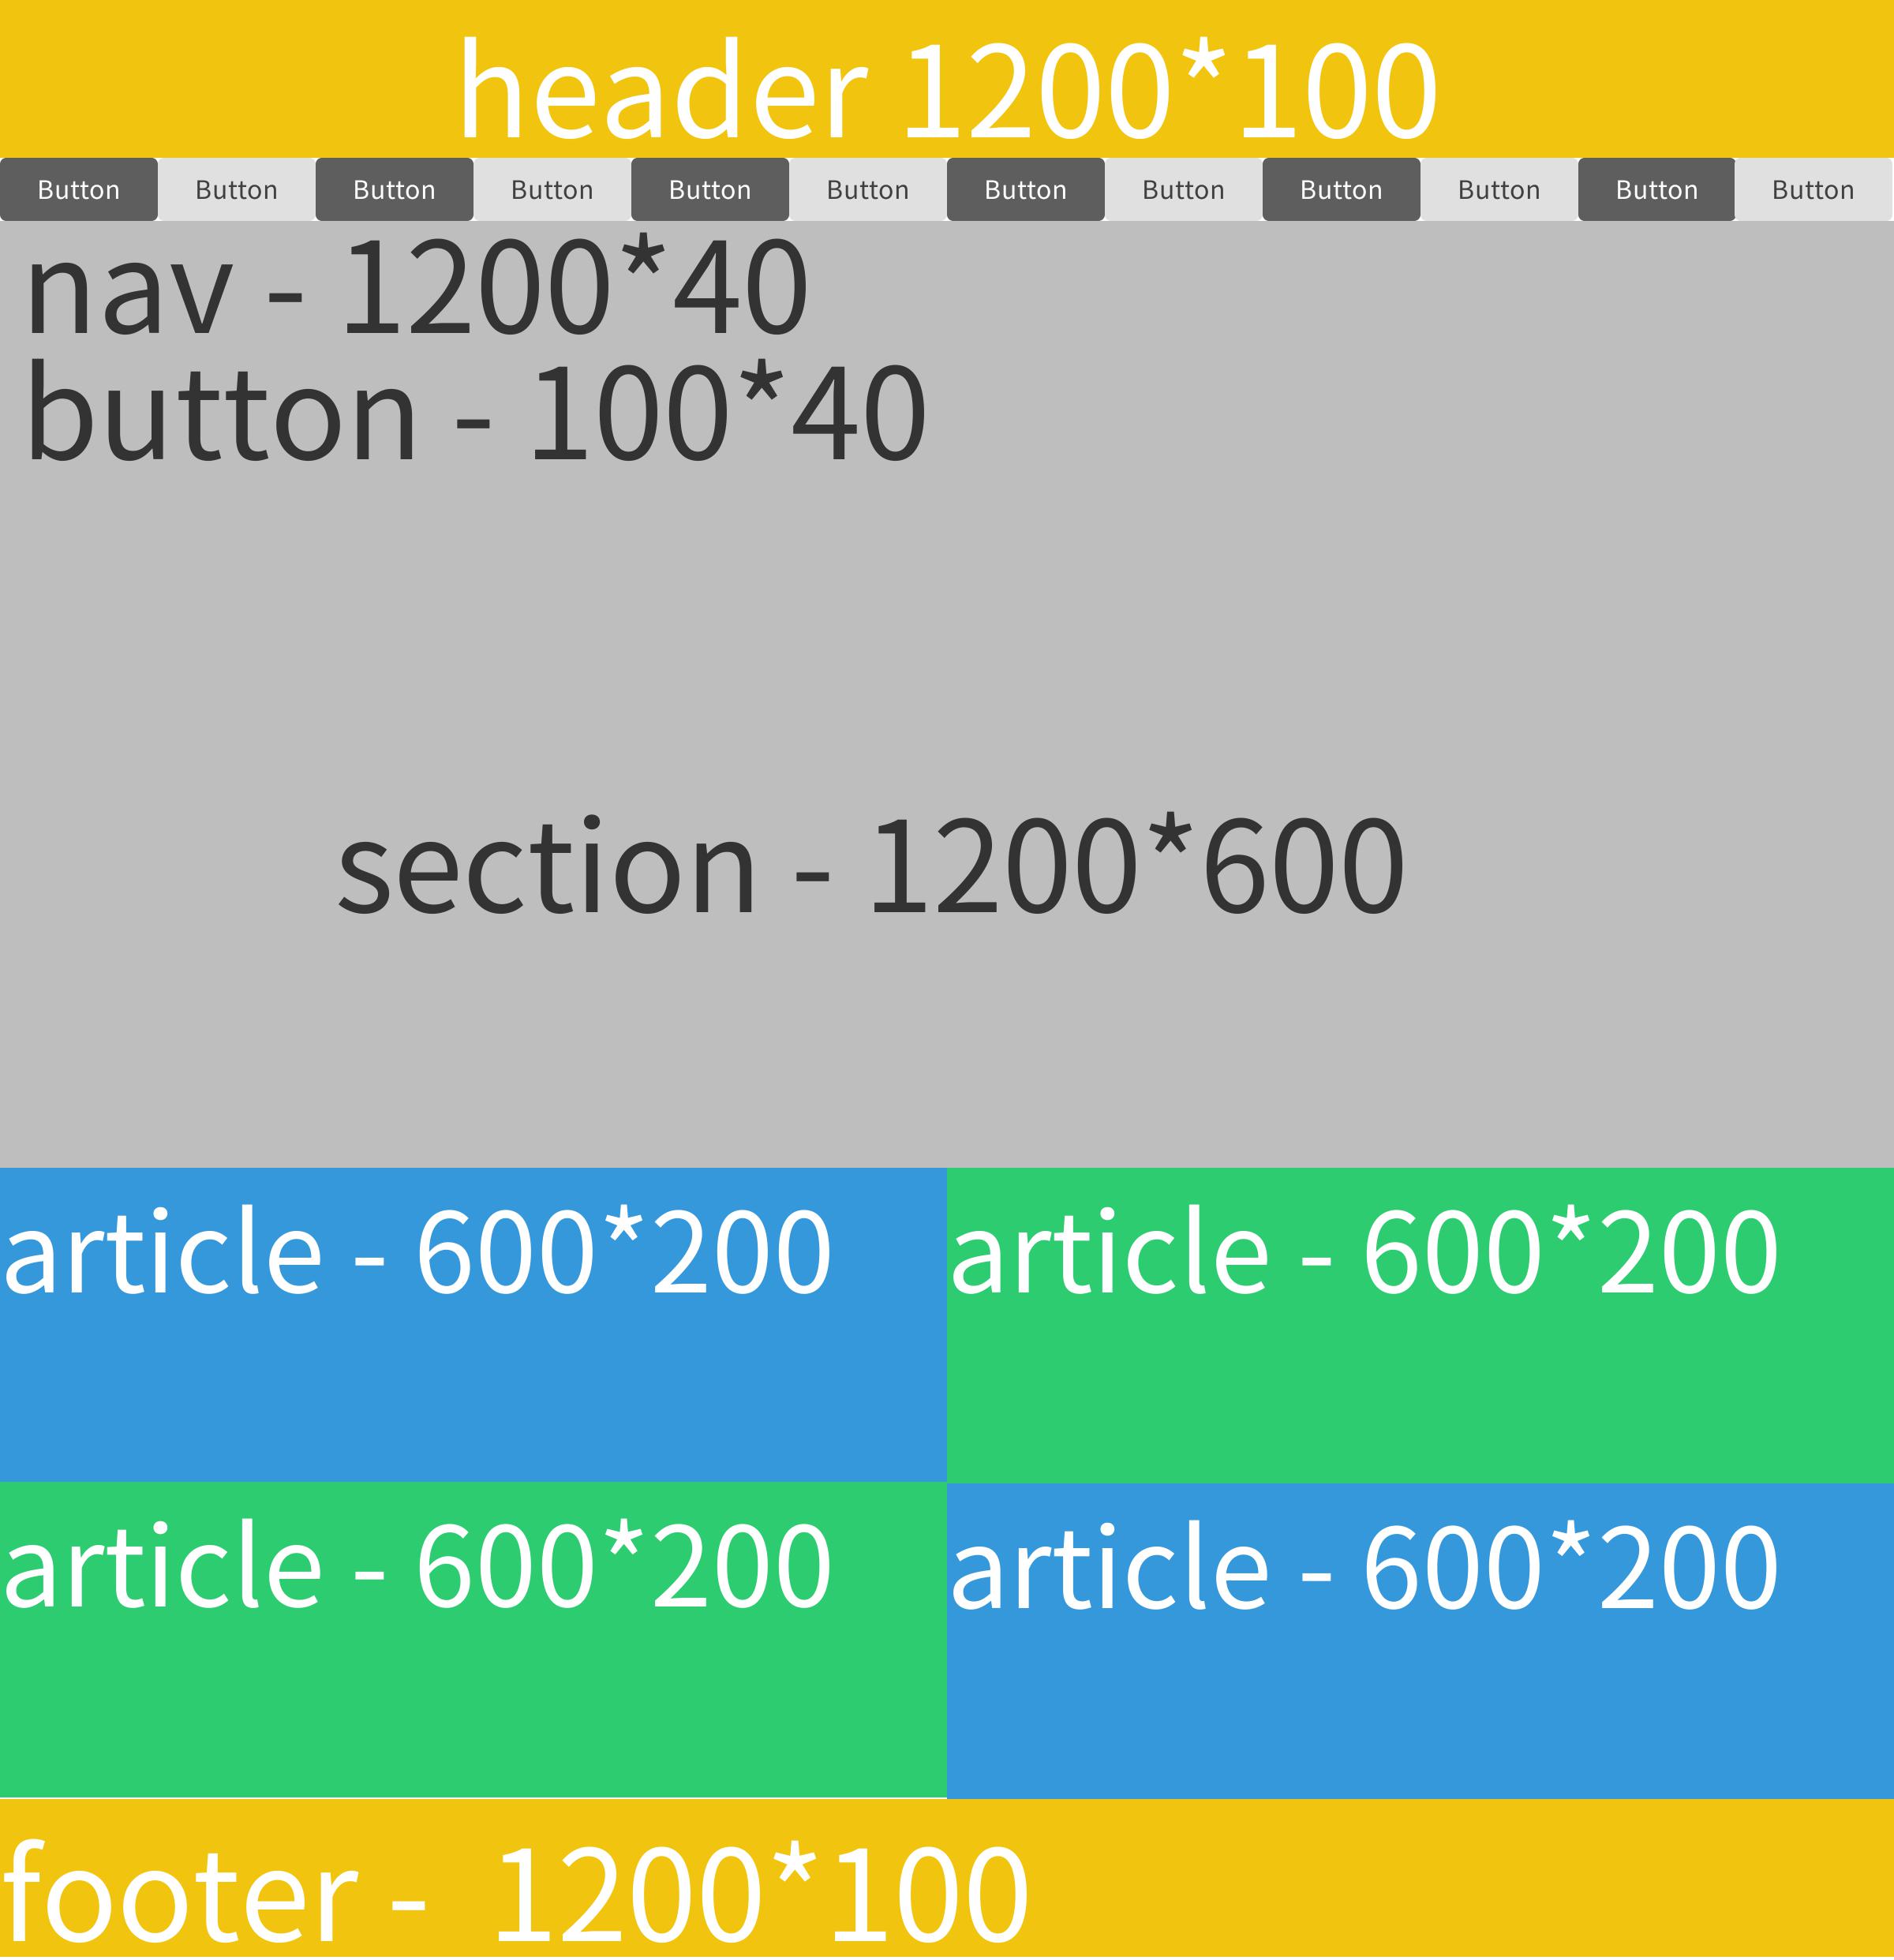 header 1200*100
Button Button Button Button Button Button Button Button Button Button Button Button
nav - 1200*40
button - 100*40
section - 1200*600
article - 600*200
article - 600*200
article - 600*200
article - 600*200
footer - 1200*100